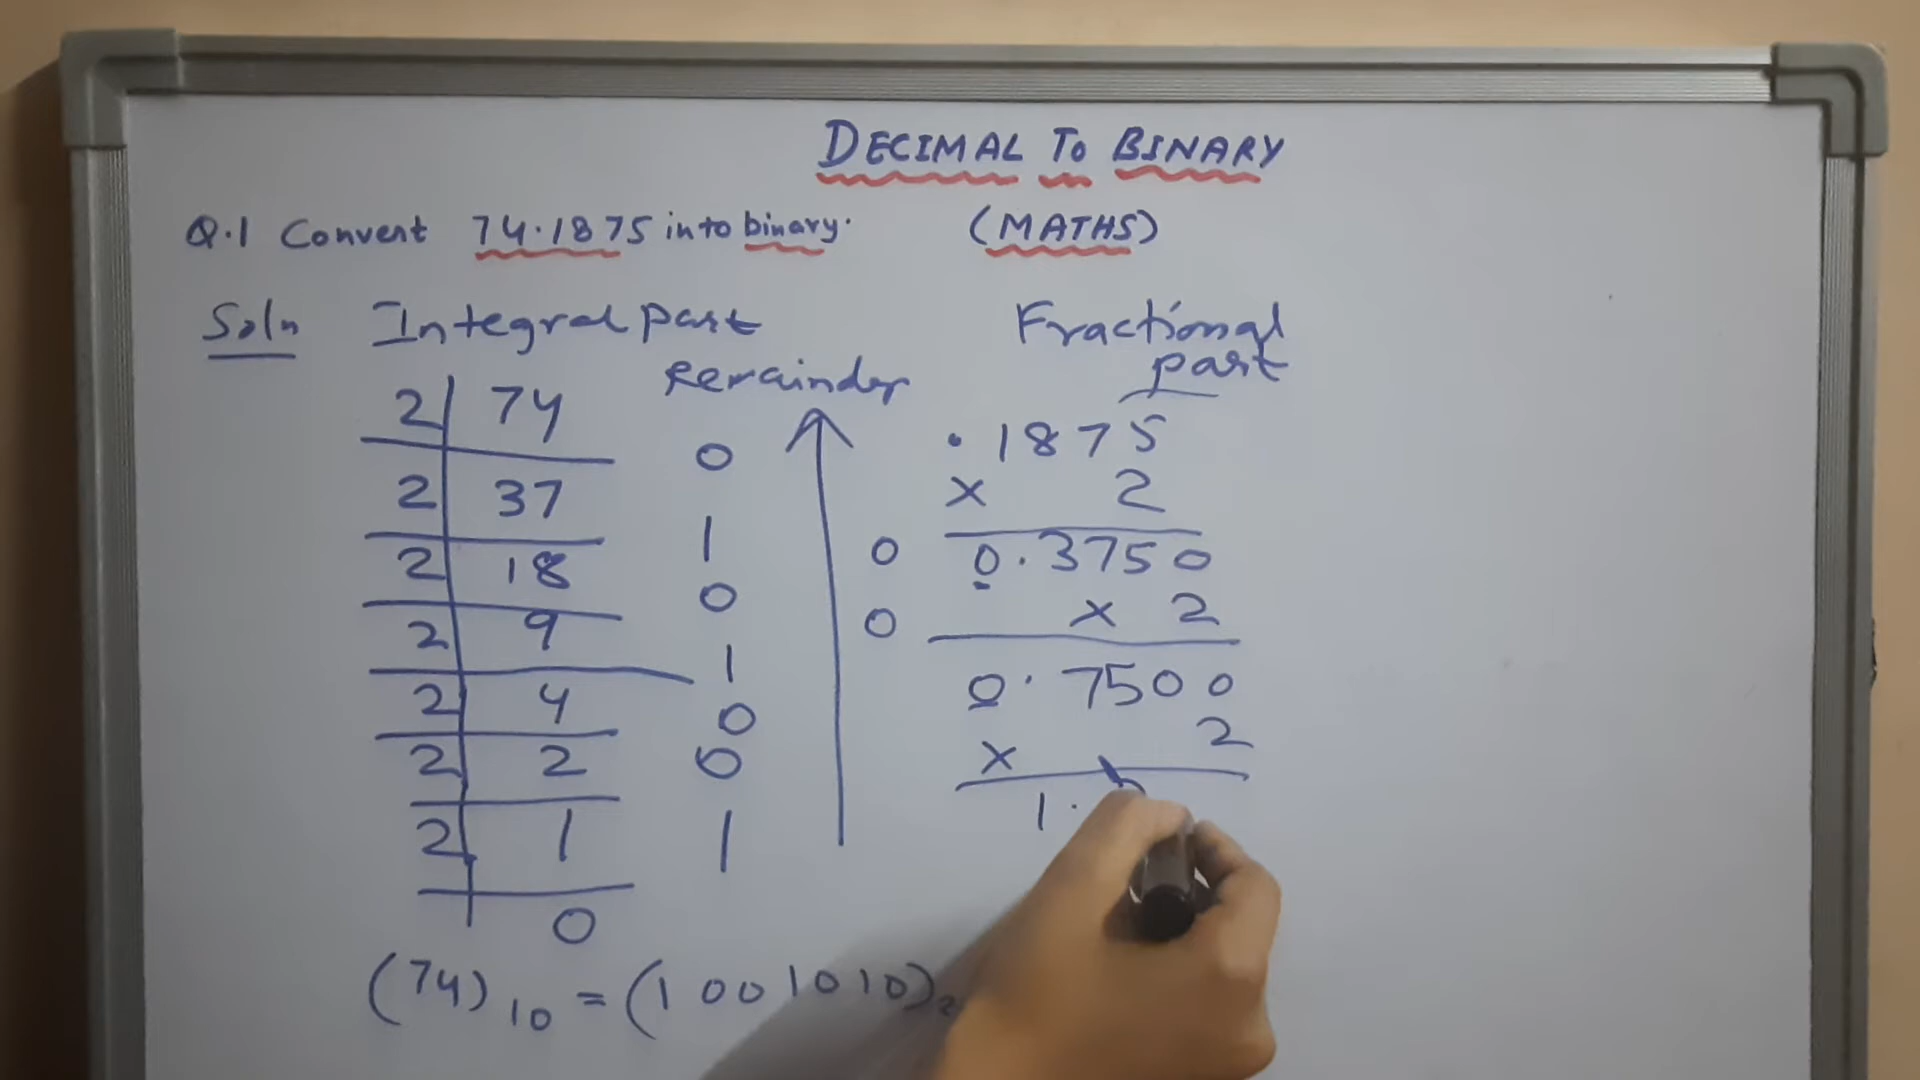 DECIMAL TO BINARY
Q.1 Convert 74.1875 into binary. (MATHS)
Soln Integral part
Remainder
2 74
0
2 37
1
2 18
0
2 9
1
2 4
0
2 2
0
2 1
1
0
(74)10 = (1001010)2
Fractional
part
.1875
x 2
0 0.3750
0 x 2
0.7500
2
x
1.